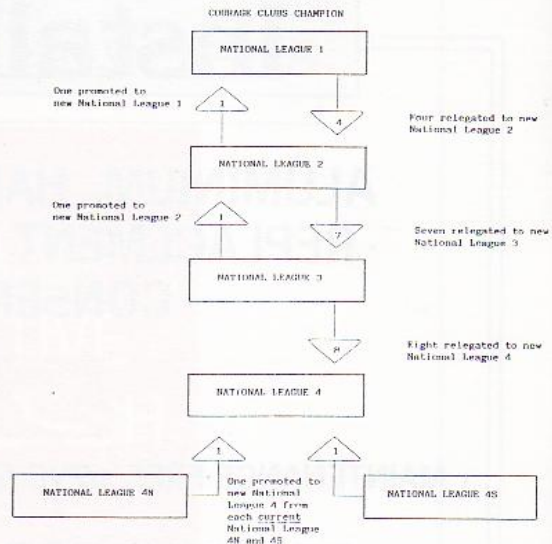 COURAGE CLUBS CHAMPION
NATIONAL LEAGUE 1
One promoted to
new National League 1
1
4
Four relegated to new
National League 2
NATIONAL LEAGUE 2
One promoted to
new National League 2
1
7
Seven relegated to new
National League 3
NATIONAL LEAGUE 3
8
Eight relegated to new
National League 4
NATIONAL LEAGUE 4
1
1
NATIONAL LEAGUE 4N
One promoted to
new National
League 4 from
each current
National League
4N and 4S
NATIONAL LEAGUE 4S